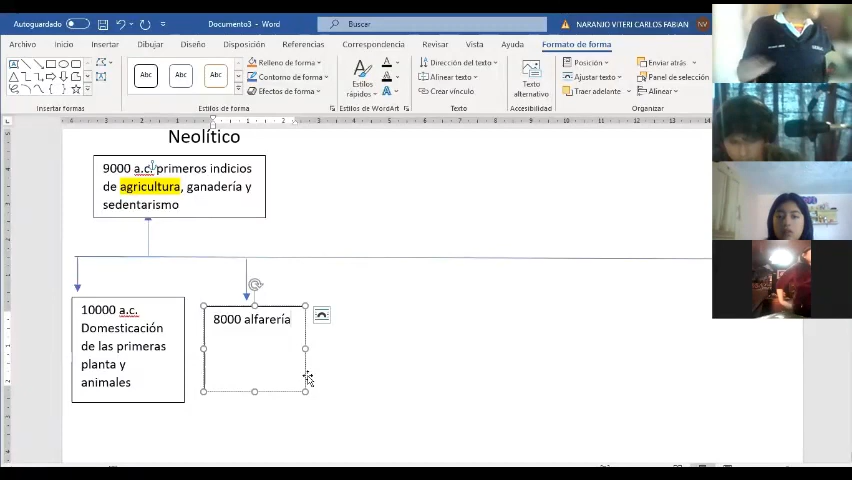 Autoguardado
Documento3 - Word
Buscar
NARANJO VITERI CARLOS FABIAN
NV
Archivo Inicio Insertar Dibujar Diseño Disposición Referencias Correspondencia Revisar Vista Ayuda Formato de forma
Abc Abc Abc
Relleno de forma
Contorno de forma
Efectos de forma
Estilos rápidos
Dirección del texto
Alinear texto
Crear vínculo
Texto alternativo
Posición
Ajustar texto
Traer adelante
Enviar atrás
Panel de selección
Alinear
Insertar formas Estilos de forma Estilos de WordArt Texto Accesibilidad Organizar
Neolítico
9000 a.c. primeros indicios
de agricultura, ganadería y
sedentarismo
10000 a.c.
Domesticación
de las primeras
planta y
animales
8000 alfarería